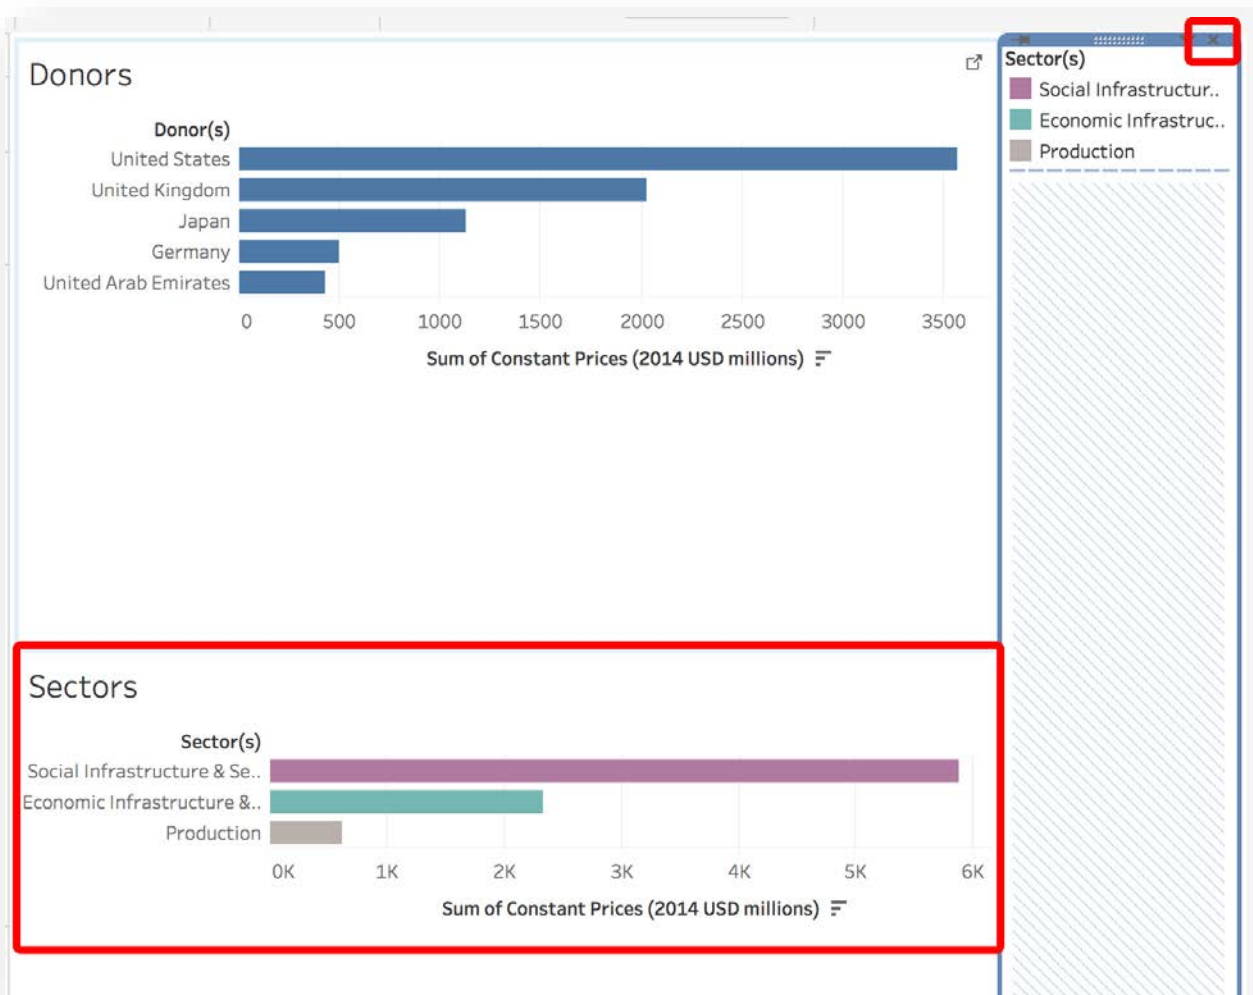 Donors
Donor(s)
United States
United Kingdom
Japan
Germany
United Arab Emirates
0 500 1000 1500 2000 2500 3000 3500
Sum of Constant Prices (2014 USD millions)
Sectors
Sector(s)
Social Infrastructure & Se..
Economic Infrastructure &..
Production
0K 1K 2K 3K 4K 5K 6K
Sum of Constant Prices (2014 USD millions)
Sector(s)
Social Infrastructur..
Economic Infrastruc..
Production